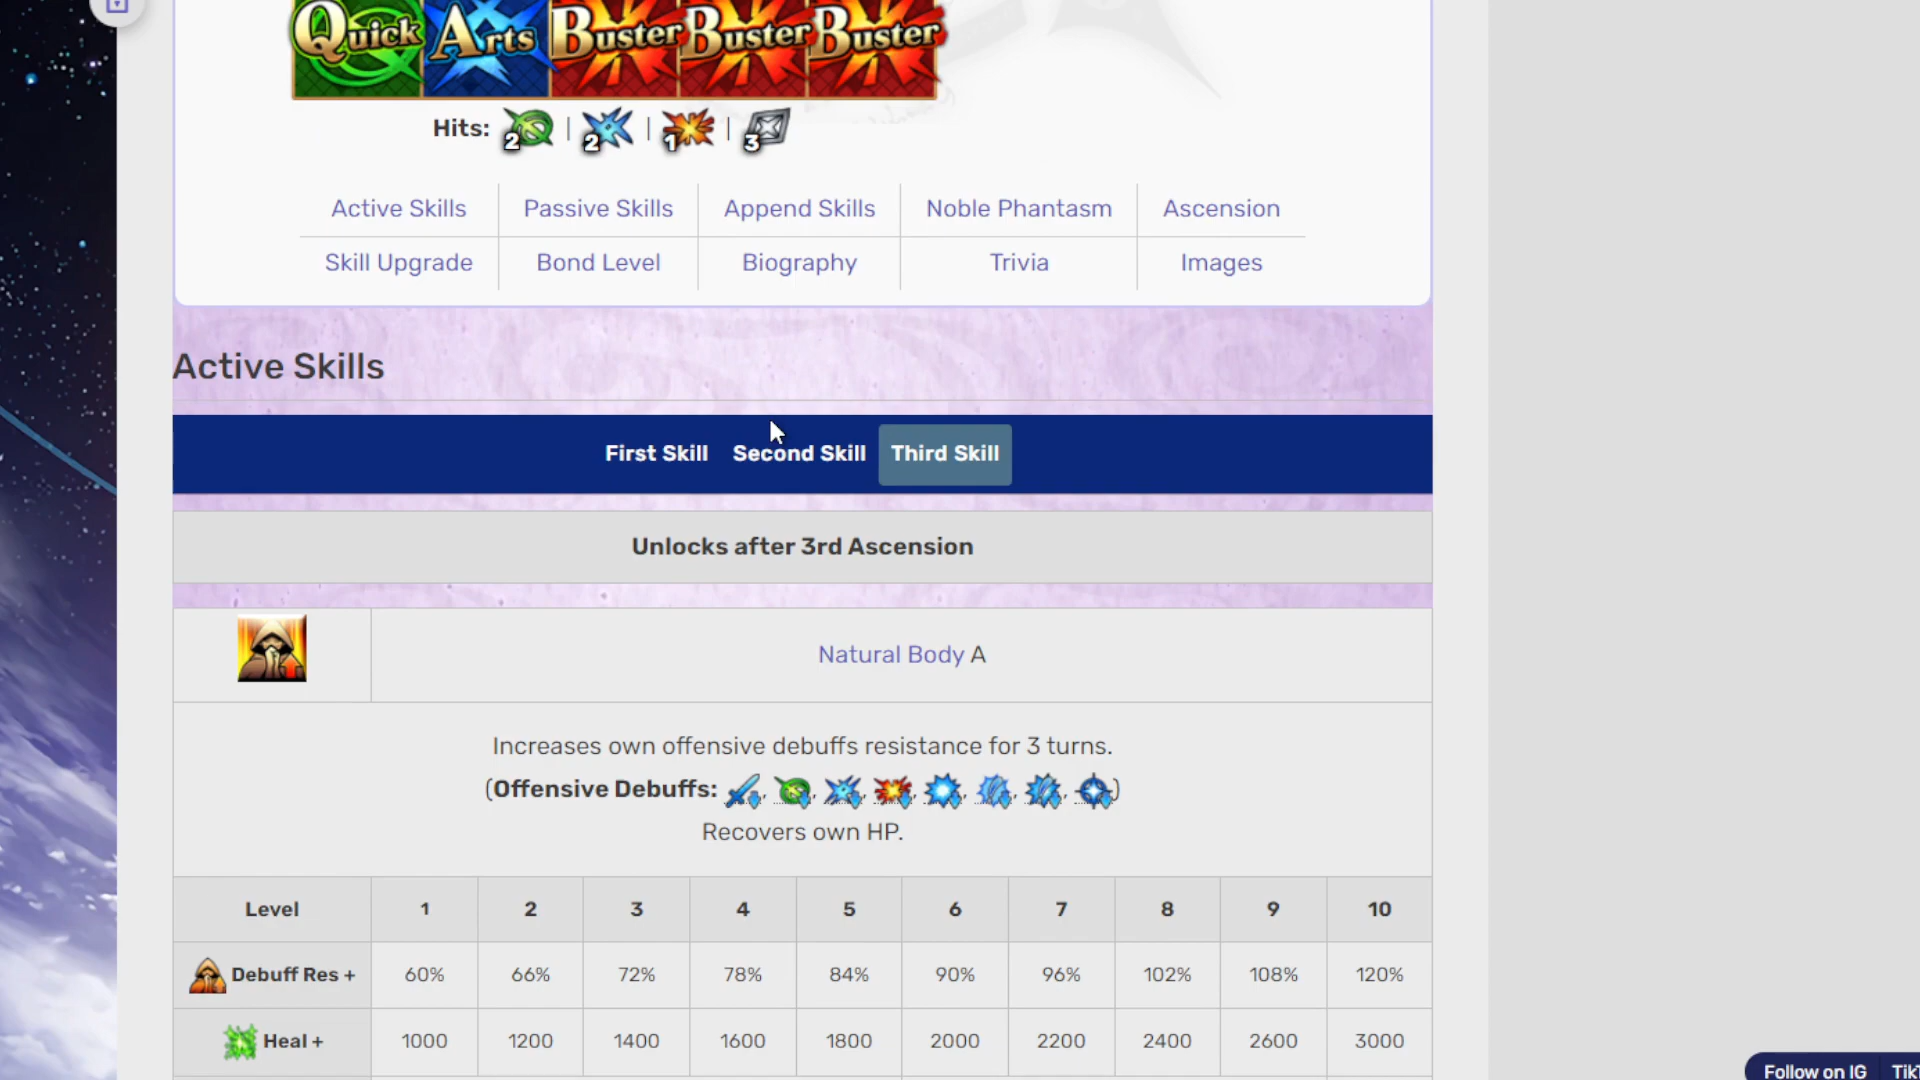 Quick Arts Buster Buster Buster
Hits: 2 | 2 | 1 | 3
Active Skills Passive Skills Append Skills Noble Phantasm Ascension
Skill Upgrade Bond Level Biography Trivia Images
Active Skills
First Skill Second Skill Third Skill
Unlocks after 3rd Ascension
Natural Body A
Increases own offensive debuffs resistance for 3 turns.
(Offensive Debuffs: , , , , , , , )
Recovers own HP.
Level 1 2 3 4 5 6 7 8 9 10
Debuff Res + 60% 66% 72% 78% 84% 90% 96% 102% 108% 120%
Heal + 1000 1200 1400 1600 1800 2000 2200 2400 2600 3000
Follow on IG